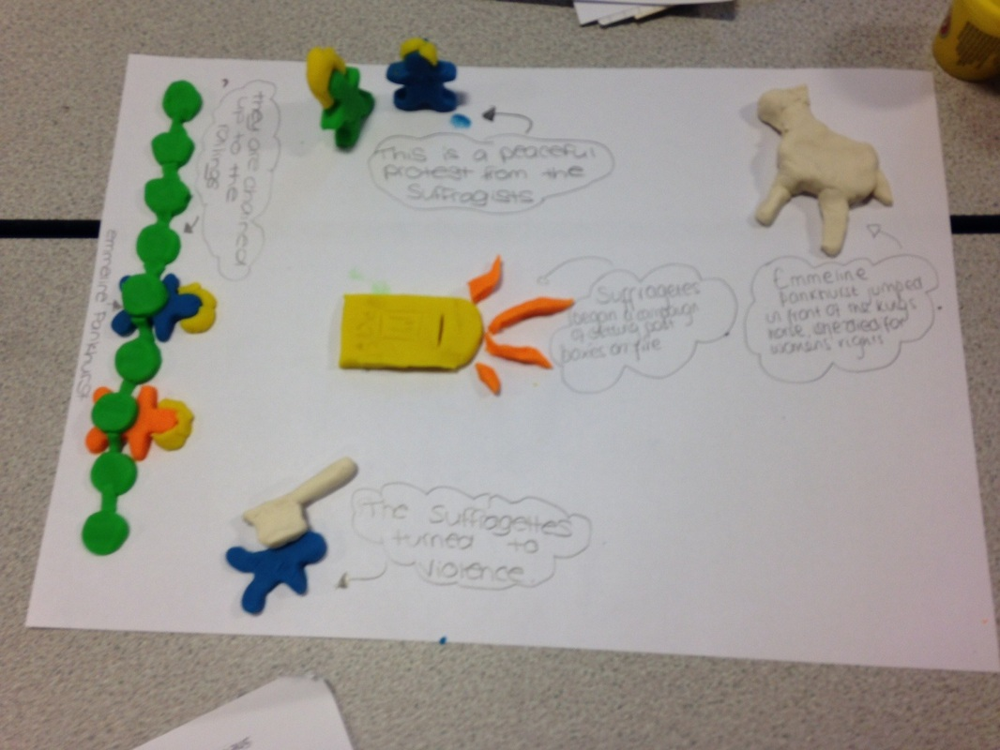 they are chained
up to the
railings
This is a peaceful
protest from the
Suffragists
emmeline Pankhurst
Suffregetes
began a campaign
of setting post
boxes on fire
POST
Emmeline
Pankhurst jumped
in front of the kings
horse, she died for
womens rights
The Suffragettes
turned to
violence